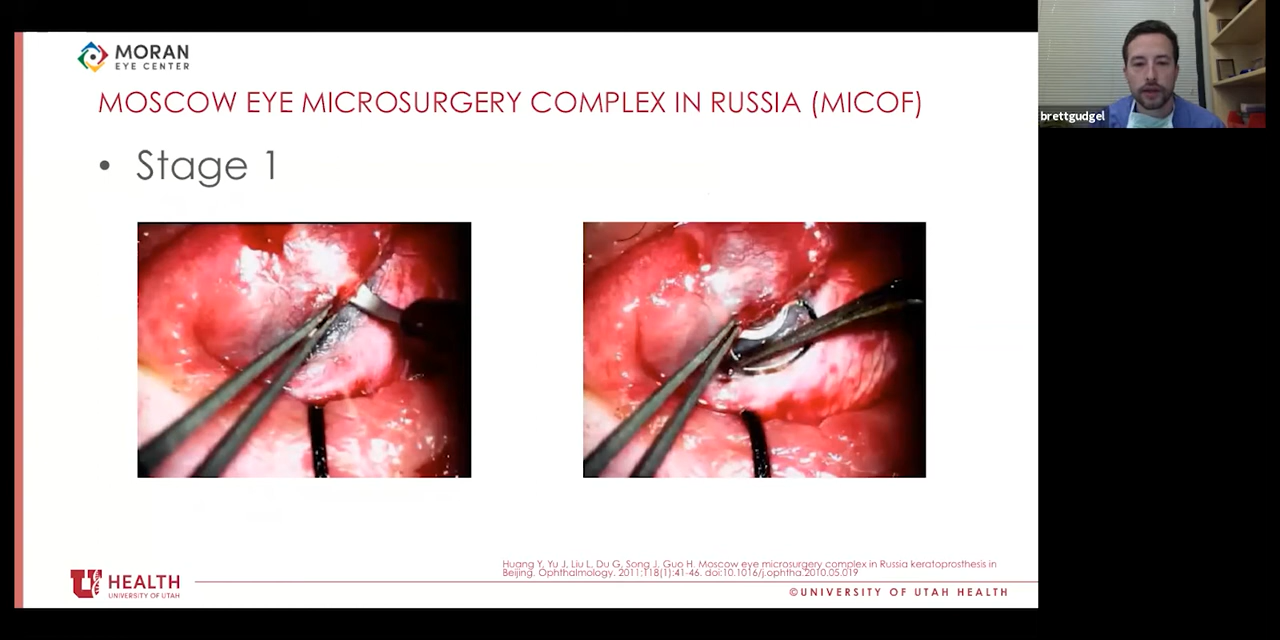 MORAN
EYE CENTER
MOSCOW EYE MICROSURGERY COMPLEX IN RUSSIA (MICOF)
• Stage 1
brettgudgel
Huang Y, Yu J, Liu L, Du G, Song J, Guo H. Moscow eye microsurgery complex in Russia keratoprosthesis in
Beijing. Ophthalmology. 2011;118(1):41-46. doi:10.1016/j.ophtha.2010.05.019
U HEALTH
UNIVERSITY OF UTAH
©UNIVERSITY OF UTAH HEALTH